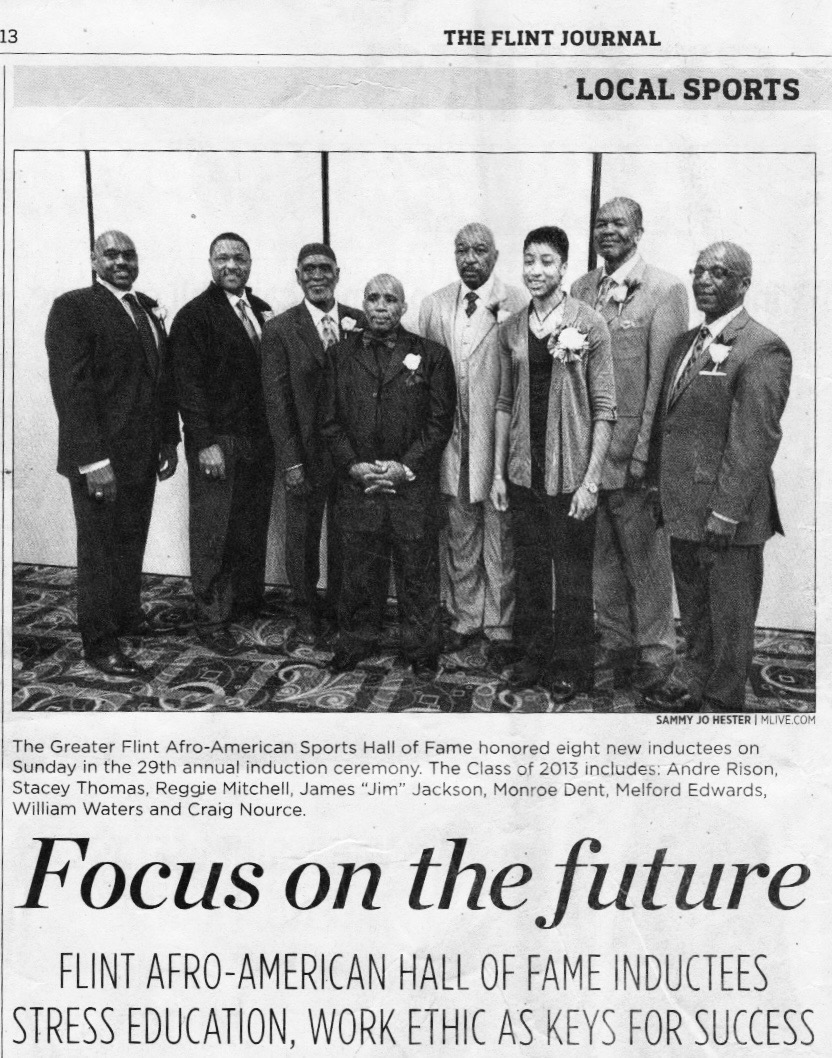 13
THE FLINT JOURNAL
LOCAL SPORTS
SAMMY JO HESTER | MLIVE.COM
The Greater Flint Afro-American Sports Hall of Fame honored eight new inductees on
Sunday in the 29th annual induction ceremony. The Class of 2013 includes: Andre Rison,
Stacey Thomas, Reggie Mitchell, James “Jim” Jackson, Monroe Dent, Melford Edwards,
William Waters and Craig Nource.
Focus on the future
FLINT AFRO-AMERICAN HALL OF FAME INDUCTEES
STRESS EDUCATION, WORK ETHIC AS KEYS FOR SUCCESS